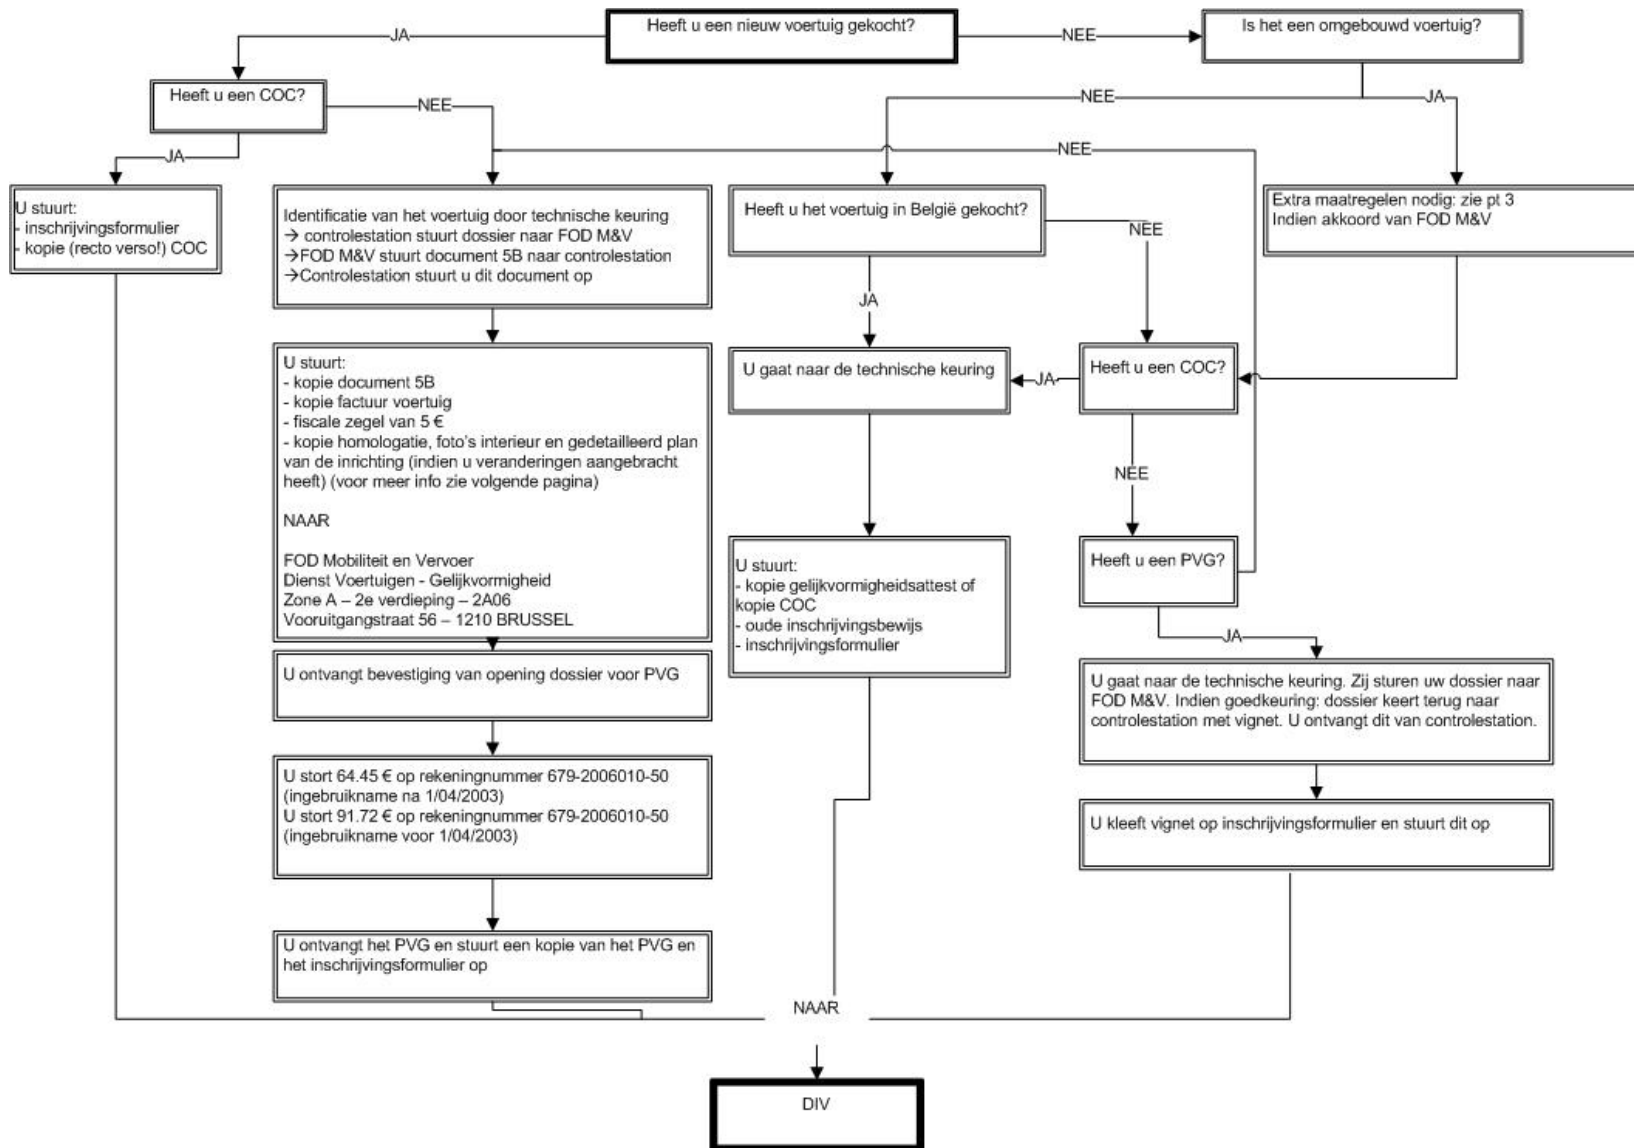 Heeft u een nieuw voertuig gekocht?
Is het een omgebouwd voertuig?
JA
NEE
Heeft u een COC?
NEE
NEE
JA
JA
NEE
U stuurt:
- inschrijvingsformulier
- kopie (recto verso!) COC
Identificatie van het voertuig door technische keuring
→ controlestation stuurt dossier naar FOD M&V
→FOD M&V stuurt document 5B naar controlestation
→Controlestation stuurt u dit document op
Heeft u het voertuig in België gekocht?
NEE
Extra maatregelen nodig: zie pt 3
Indien akkoord van FOD M&V
JA
U stuurt:
- kopie document 5B
- kopie factuur voertuig
- fiscale zegel van 5 €
- kopie homologatie, foto's interieur en gedetailleerd plan
van de inrichting (indien u veranderingen aangebracht
heeft) (voor meer info zie volgende pagina)
NAAR
FOD Mobiliteit en Vervoer
Dienst Voertuigen - Gelijkvormigheid
Zone A – 2e verdieping – 2A06
Vooruitgangstraat 56 – 1210 BRUSSEL
U gaat naar de technische keuring
JA
Heeft u een COC?
NEE
U stuurt:
- kopie gelijkvormigheidsattest of
kopie COC
- oude inschrijvingsbewijs
- inschrijvingsformulier
Heeft u een PVG?
JA
U ontvangt bevestiging van opening dossier voor PVG
U gaat naar de technische keuring. Zij sturen uw dossier naar
FOD M&V. Indien goedkeuring: dossier keert terug naar
controlestation met vignet. U ontvangt dit van controlestation.
U stort 64.45 € op rekeningnummer 679-2006010-50
(ingebruikname na 1/04/2003)
U stort 91.72 € op rekeningnummer 679-2006010-50
(ingebruikname voor 1/04/2003)
U kleeft vignet op inschrijvingsformulier en stuurt dit op
U ontvangt het PVG en stuurt een kopie van het PVG en
het inschrijvingsformulier op
NAAR
DIV